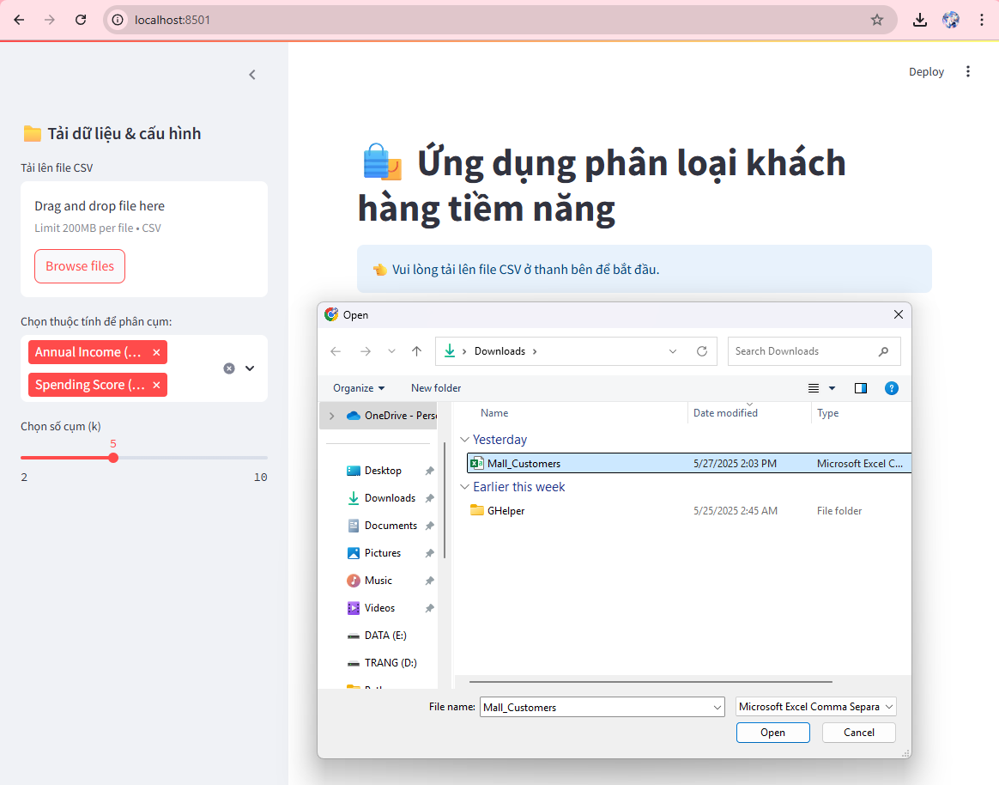 localhost:8501
Deploy
Tải dữ liệu & cấu hình
Tải lên file CSV
Drag and drop file here
Limit 200MB per file • CSV
Browse files
Chọn thuộc tính để phân cụm:
Annual Income (...
Spending Score (...
Chọn số cụm (k)
5
2
10
Ứng dụng phân loại khách
hàng tiềm năng
Vui lòng tải lên file CSV ở thanh bên để bắt đầu.
Open
Downloads
Search Downloads
Organize
New folder
OneDrive - Pers
Desktop
Downloads
Documents
Pictures
Music
Videos
DATA (E:)
TRANG (D:)
Name
Date modified
Type
Yesterday
Mall_Customers
5/27/2025 2:03 PM
Microsoft Excel C...
Earlier this week
GHelper
5/25/2025 2:45 AM
File folder
File name:
Mall_Customers
Microsoft Excel Comma Separa
Open
Cancel